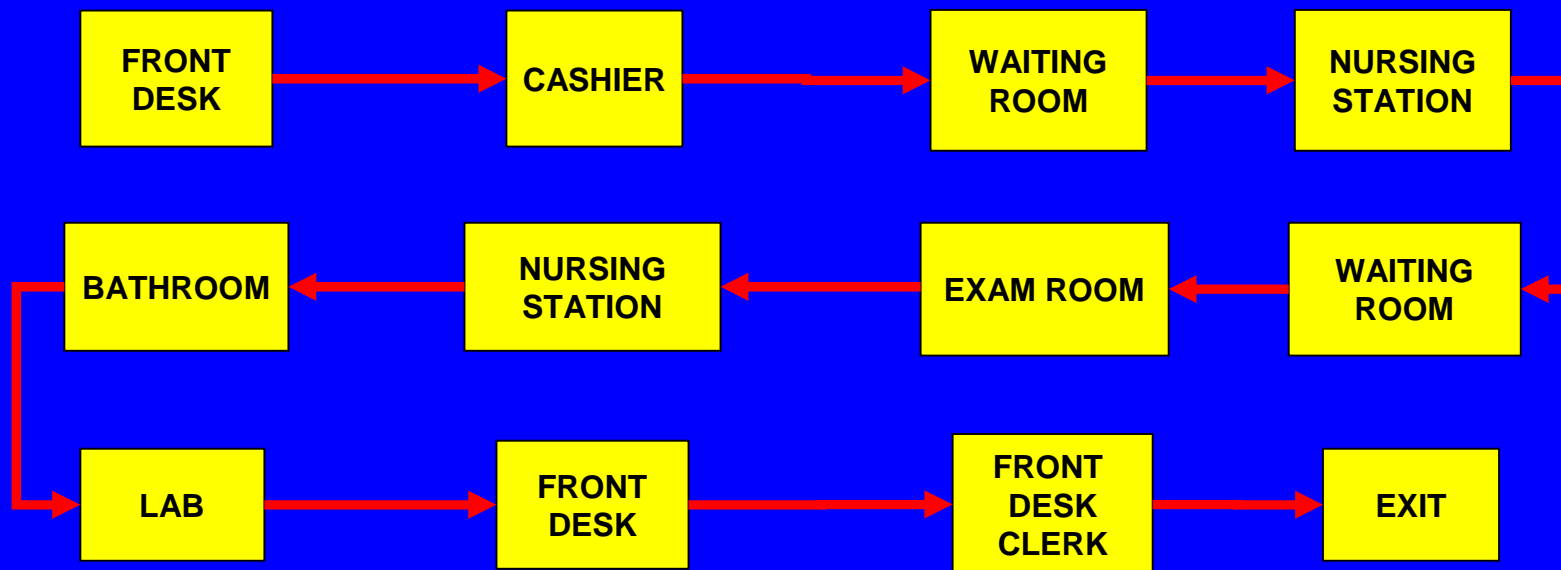 FRONT
DESK
CASHIER
WAITING
ROOM
NURSING
STATION
BATHROOM
NURSING
STATION
EXAM ROOM
WAITING
ROOM
LAB
FRONT
DESK
FRONT
DESK
CLERK
EXIT